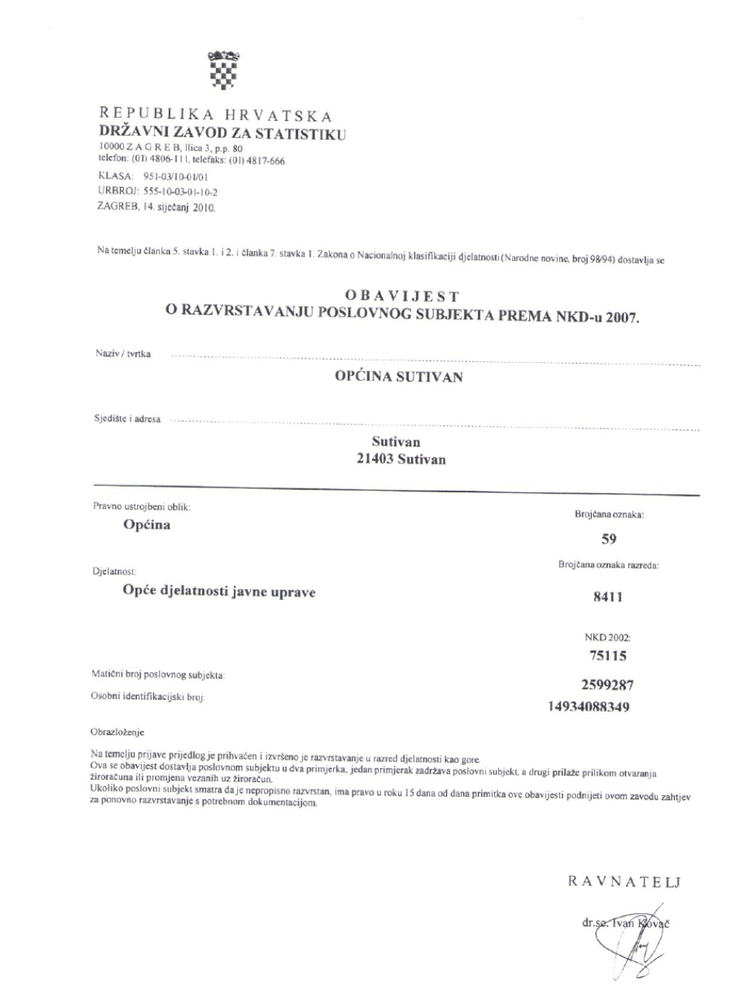 REPUBLIKA HRVATSKA
DRŽAVNI ZAVOD ZA STATISTIKU
10000 Z A G R E B, Ilica 3, p.p. 80
telefon: (01) 4806-111, telefaks: (01) 4817-666
KLASA: 951-03/10-01/01
URBROJ: 555-10-03-01-10-2
ZAGREB, 14. siječanj 2010.
Na temelju članka 5. stavka 1. i 2. i članka 7. stavka 1. Zakona o Nacionalnoj klasifikaciji djelatnosti (Narodne novine, broj 98/94) dostavlja se
O B A V I J E S T
O RAZVRSTAVANJU POSLOVNOG SUBJEKTA PREMA NKD-u 2007.
Naziv / tvrtka
OPĆINA SUTIVAN
Sjedište i adresa
Sutivan
21403 Sutivan
Pravno ustrojbeni oblik:
Brojčana oznaka:
Općina
59
Djelatnost:
Brojčana oznaka razreda:
Opće djelatnosti javne uprave
8411
NKD 2002:
75115
Matični broj poslovnog subjekta:
2599287
Osobni identifikacijski broj:
14934088349
Obrazloženje
Na temelju prijave prijedlog je prihvaćen i izvršeno je razvrstavanje u razred djelatnosti kao gore.
Ova se obavijest dostavlja poslovnom subjektu u dva primjerka, jedan primjerak zadržava poslovni subjekt, a drugi prilaže prilikom otvaranja
žiroračuna ili promjena vezanih uz žiroračun.
Ukoliko poslovni subjekt smatra da je nepropisno razvrstan, ima pravo u roku 15 dana od dana primitka ove obavijesti podnijeti ovom zavodu zahtjev
za ponovno razvrstavanje s potrebnom dokumentacijom.
R A V N A T E L J
dr.sc. Ivan Kovač